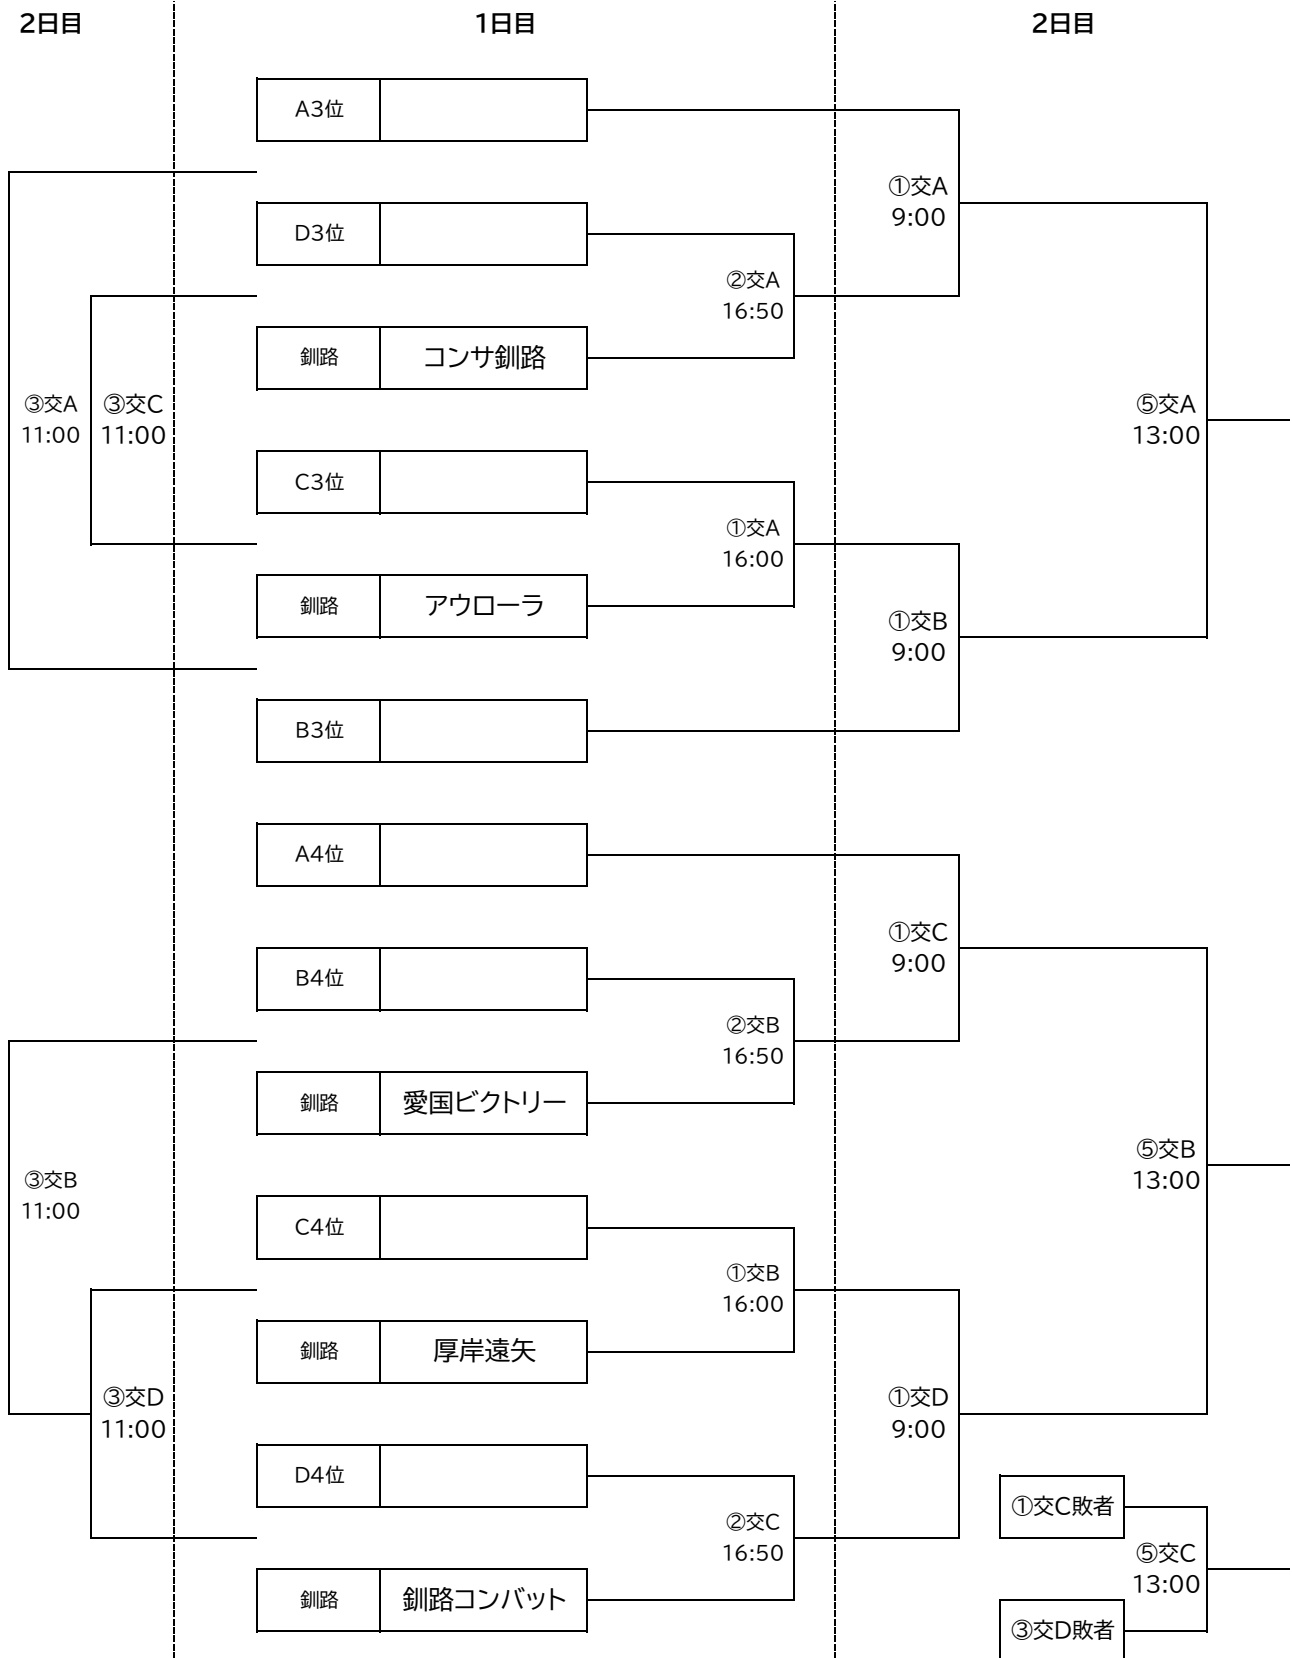 2日目
1日目
2日目
A3位
①交A
9:00
D3位
②交A
16:50
釧路
コンサ釧路
③交A
11:00
③交C
11:00
⑤交A
13:00
C3位
①交A
16:00
釧路
アウローラ
①交B
9:00
B3位
A4位
①交C
9:00
B4位
②交B
16:50
釧路
愛国ビクトリー
③交B
11:00
⑤交B
13:00
C4位
①交B
16:00
釧路
厚岸遠矢
③交D
11:00
①交D
9:00
D4位
①交C敗者
②交C
16:50
⑤交C
13:00
釧路
釧路コンバット
③交D敗者